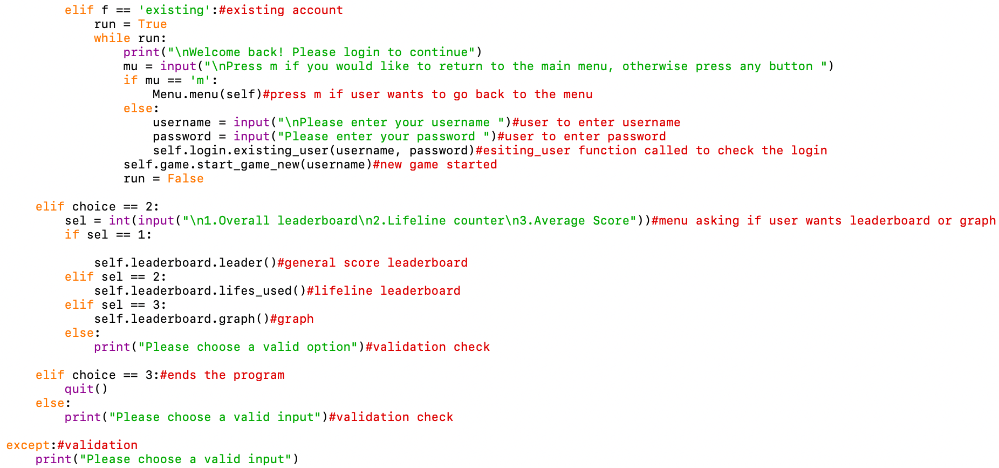 elif f == 'existing':#existing account
run = True
while run:
print("\nWelcome back! Please login to continue")
mu = input("\nPress m if you would like to return to the main menu, otherwise press any button ")
if mu == 'm':
Menu.menu(self)#press m if user wants to go back to the menu
else:
username = input("\nPlease enter your username ")#user to enter username
password = input("Please enter your password ")#user to enter password
self.login.existing_user(username, password)#esiting_user function called to check the login
self.game.start_game_new(username)#new game started
run = False
elif choice == 2:
sel = int(input("\n1.Overall leaderboard\n2.Lifeline counter\n3.Average Score"))#menu asking if user wants leaderboard or graph
if sel == 1:
self.leaderboard.leader()#general score leaderboard
elif sel == 2:
self.leaderboard.lifes_used()#lifeline leaderboard
elif sel == 3:
self.leaderboard.graph()#graph
else:
print("Please choose a valid option")#validation check
elif choice == 3:#ends the program
quit()
else:
print("Please choose a valid input")#validation check
except:#validation
print("Please choose a valid input")